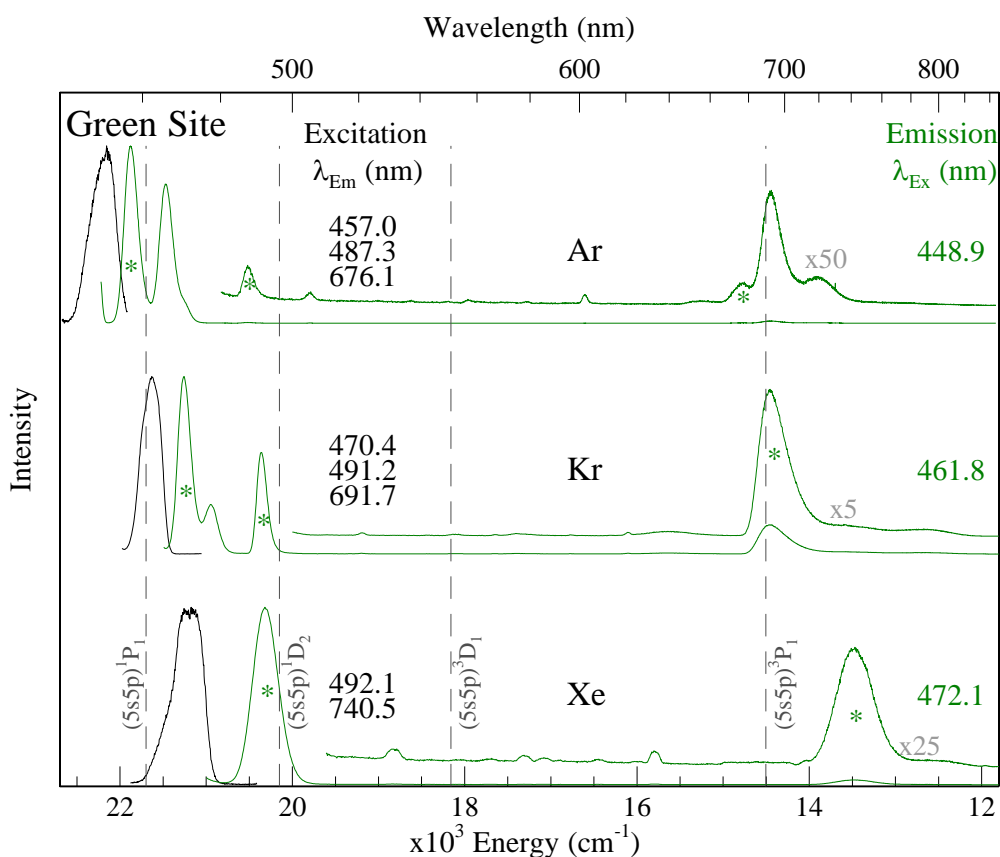 Wavelength (nm)
500 600 700 800
Green Site
Excitation
λEm (nm)
Emission
λEx (nm)
457.0
487.3
676.1
Ar
448.9
x50
*
*
*
470.4
491.2
691.7
Kr
461.8
x5
*
*
*
492.1
740.5
Xe
472.1
x25
*
*
(5s5p)¹P₁
(5s5p)¹D₂
(5s5p)³D₁
(5s5p)³P₁
Intensity
22 20 18 16 14 12
x10³ Energy (cm⁻¹)